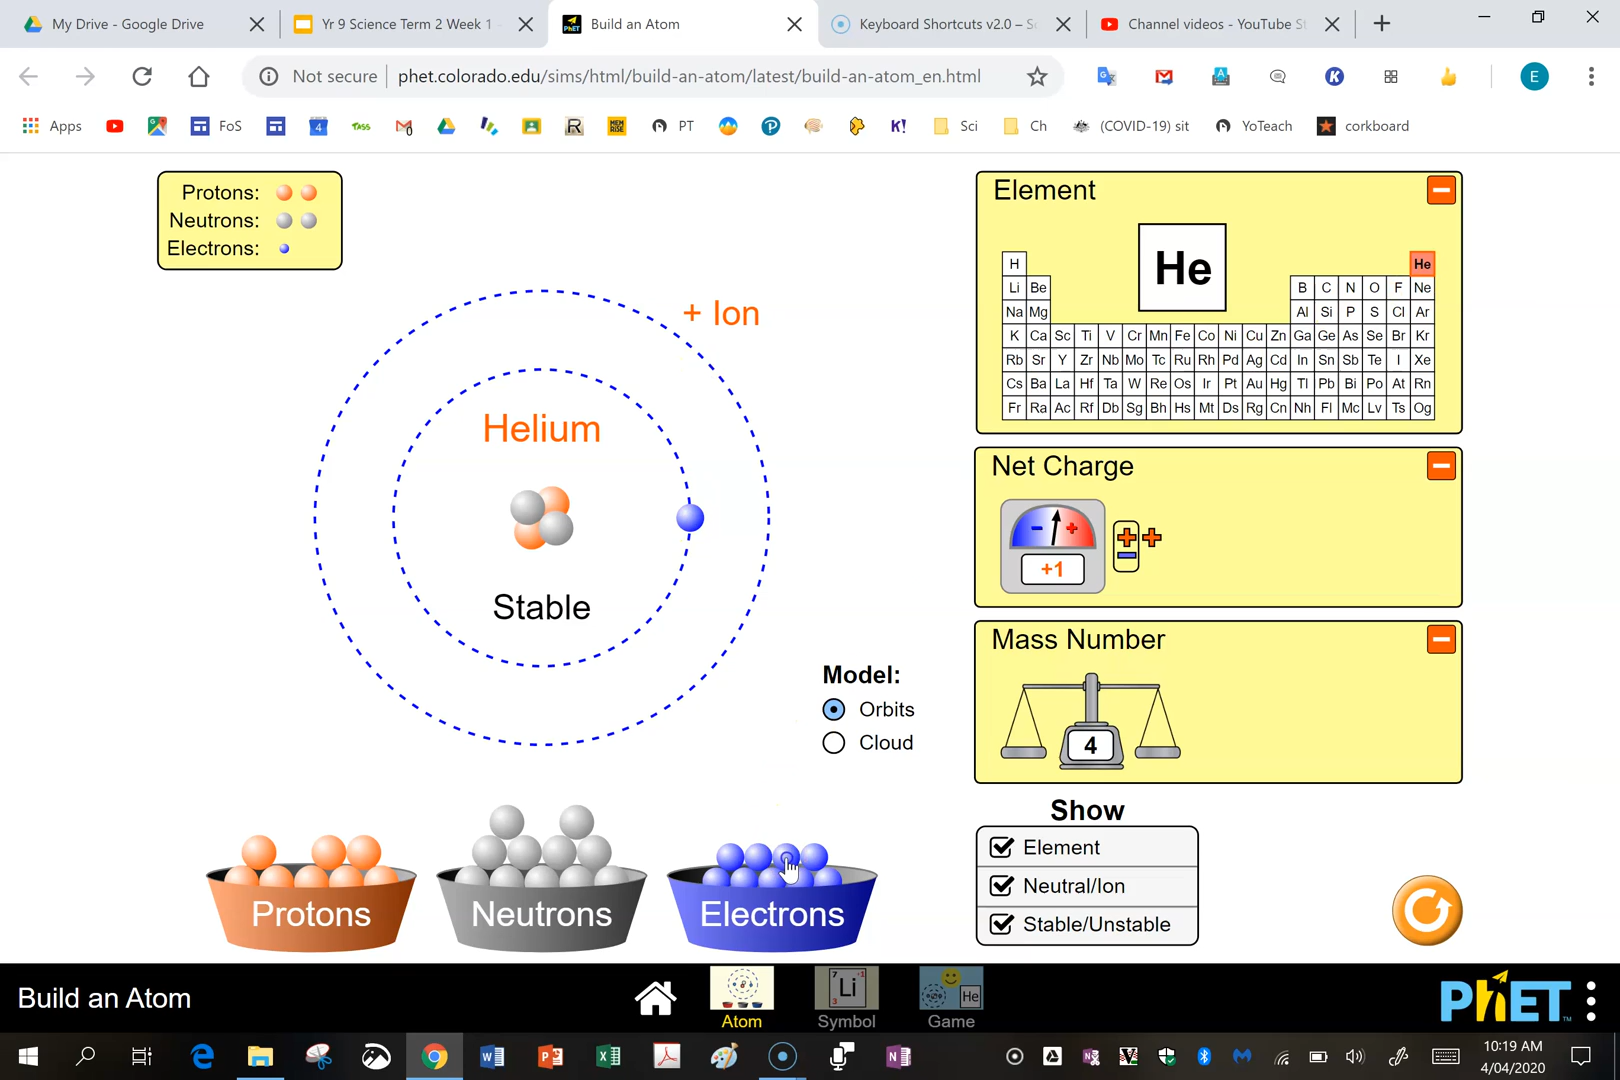 My Drive - Google Drive
Yr 9 Science Term 2 Week 1 -
Build an Atom
Keyboard Shortcuts v2.0 – Sc
Channel videos - YouTube St
Not secure
phet.colorado.edu/sims/html/build-an-atom/latest/build-an-atom_en.html
E
Apps
FoS
TASS
PT
Sci
Ch
(COVID-19) sit
YoTeach
corkboard
Protons:
Neutrons:
Electrons:
+ Ion
Helium
Stable
Model:
Orbits
Cloud
Protons
Neutrons
Electrons
Element
He
H He
Li Be B C N O F Ne
Na Mg Al Si P S Cl Ar
K Ca Sc Ti V Cr Mn Fe Co Ni Cu Zn Ga Ge As Se Br Kr
Rb Sr Y Zr Nb Mo Tc Ru Rh Pd Ag Cd In Sn Sb Te I Xe
Cs Ba La Hf Ta W Re Os Ir Pt Au Hg Tl Pb Bi Po At Rn
Fr Ra Ac Rf Db Sg Bh Hs Mt Ds Rg Cn Nh Fl Mc Lv Ts Og
Net Charge
- +
+1
+ +
-
Mass Number
4
Show
Element
Neutral/Ion
Stable/Unstable
Build an Atom
Atom
7 +1
Li
3
Symbol
He
Game
PhET
10:19 AM
4/04/2020